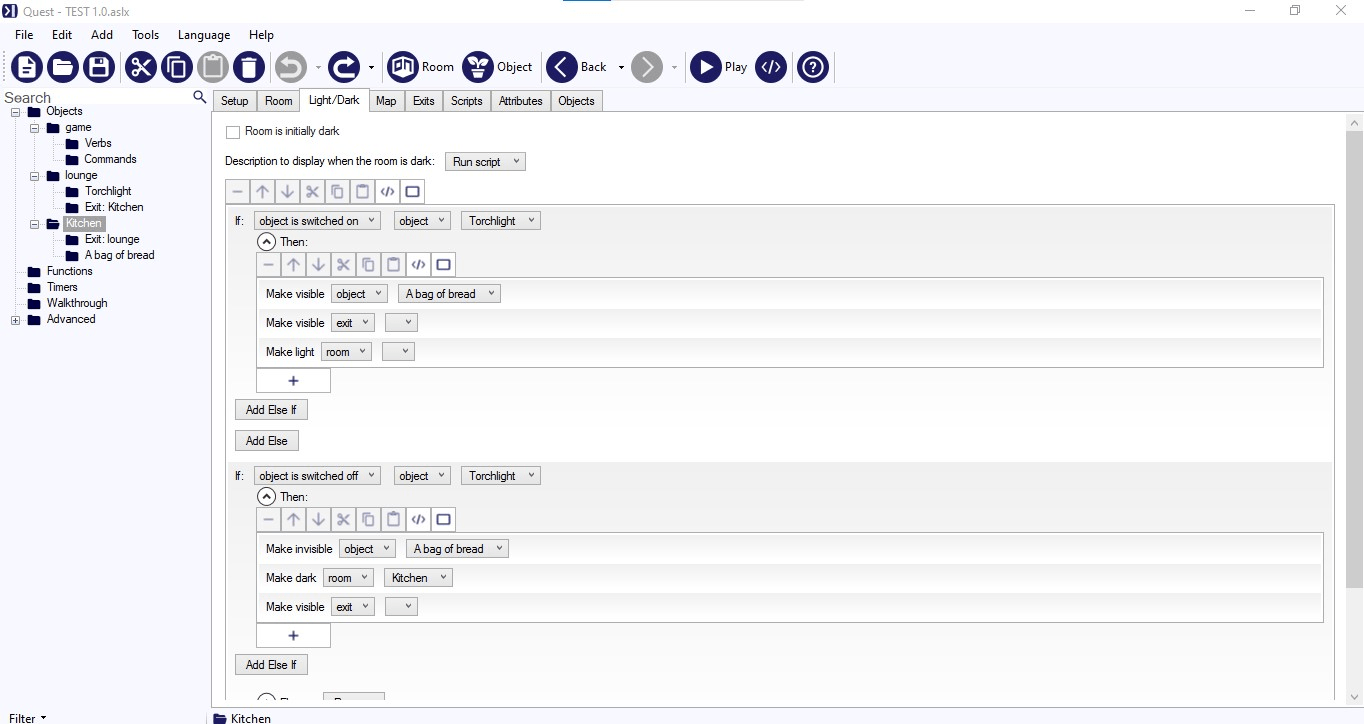 Quest - TEST 1.0.aslx
File Edit Add Tools Language Help
Room Object Back Play
Search
Objects
game
Verbs
Commands
lounge
Torchlight
Exit: Kitchen
Kitchen
Exit: lounge
A bag of bread
Functions
Timers
Walkthrough
Advanced
Filter
Setup Room Light/Dark Map Exits Scripts Attributes Objects
Room is initially dark
Description to display when the room is dark: Run script
If: object is switched on object Torchlight
Then:
Make visible object A bag of bread
Make visible exit
Make light room
+
Add Else If
Add Else
If: object is switched off object Torchlight
Then:
Make invisible object A bag of bread
Make dark room Kitchen
Make visible exit
+
Add Else If
Kitchen